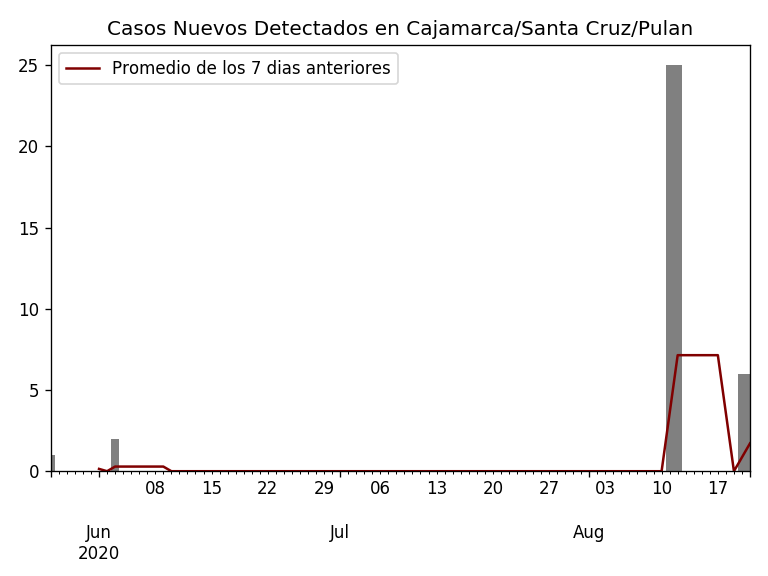 Casos Nuevos Detectados en Cajamarca/Santa Cruz/Pulan
Promedio de los 7 dias anteriores
25
20
15
10
5
0
08 15 22 29 06 13 20 27 03 10 17
Jun Jul Aug
2020